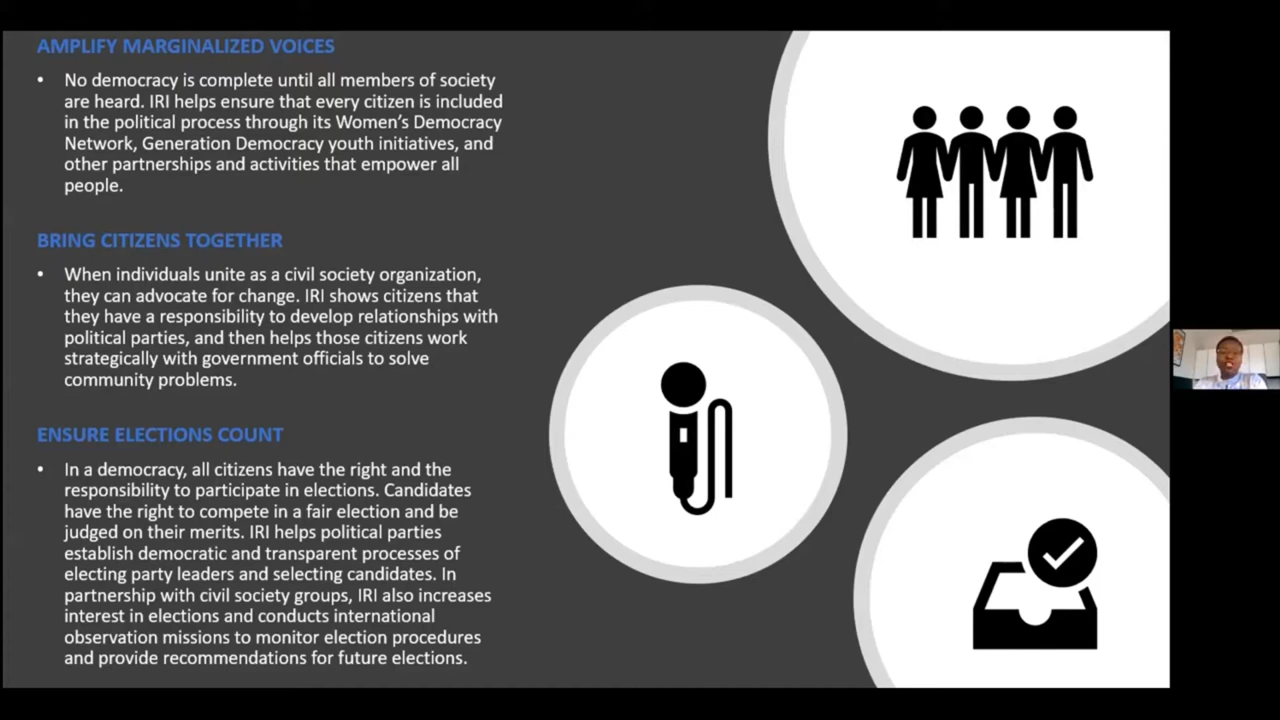 AMPLIFY MARGINALIZED VOICES
• No democracy is complete until all members of society
are heard. IRI helps ensure that every citizen is included
in the political process through its Women's Democracy
Network, Generation Democracy youth initiatives, and
other partnerships and activities that empower all
people.
BRING CITIZENS TOGETHER
• When individuals unite as a civil society organization,
they can advocate for change. IRI shows citizens that
they have a responsibility to develop relationships with
political parties, and then helps those citizens work
strategically with government officials to solve
community problems.
ENSURE ELECTIONS COUNT
• In a democracy, all citizens have the right and the
responsibility to participate in elections. Candidates
have the right to compete in a fair election and be
judged on their merits. IRI helps political parties
establish democratic and transparent processes of
electing party leaders and selecting candidates. In
partnership with civil society groups, IRI also increases
interest in elections and conducts international
observation missions to monitor election procedures
and provide recommendations for future elections.